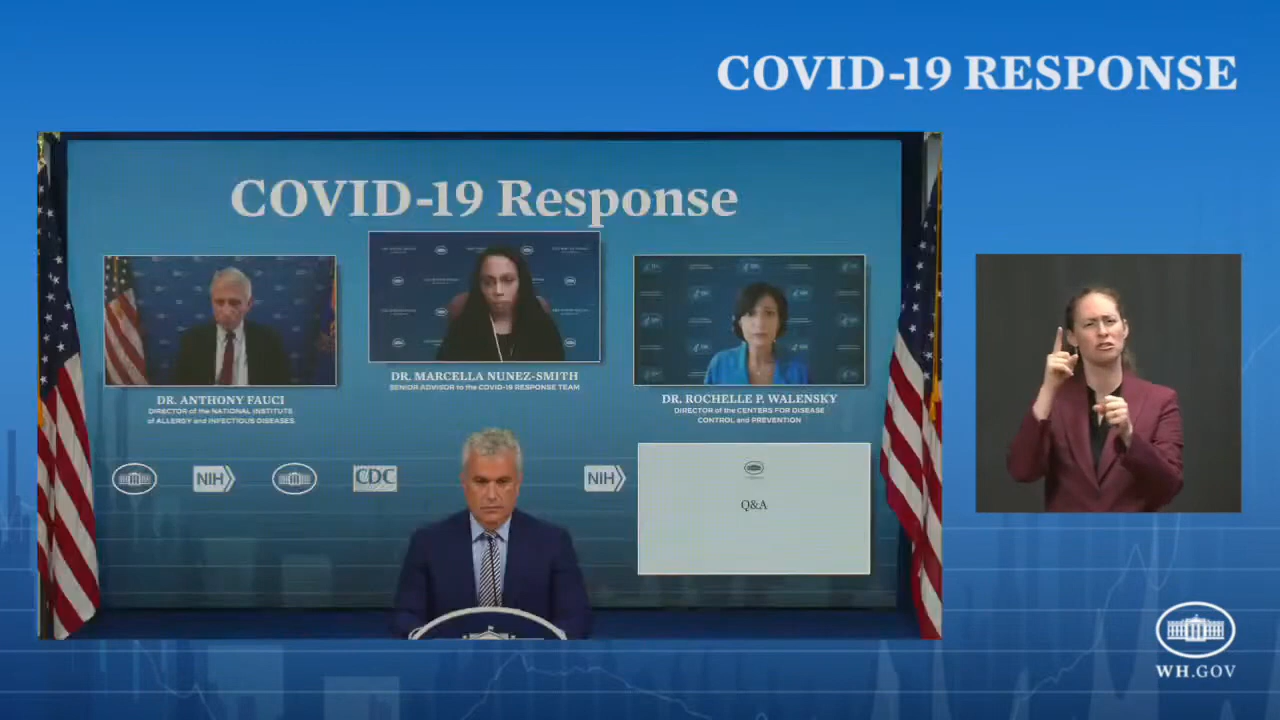 COVID-19 RESPONSE
COVID-19 Response
DR. ANTHONY FAUCI
DIRECTOR of the NATIONAL INSTITUTE
of ALLERGY and INFECTIOUS DISEASES
DR. MARCELLA NUNEZ-SMITH
SENIOR ADVISOR to the COVID-19 RESPONSE TEAM
DR. ROCHELLE P. WALENSKY
DIRECTOR of the CENTERS FOR DISEASE
CONTROL and PREVENTION
NIH
CDC
NIH
Q&A
WH.GOV